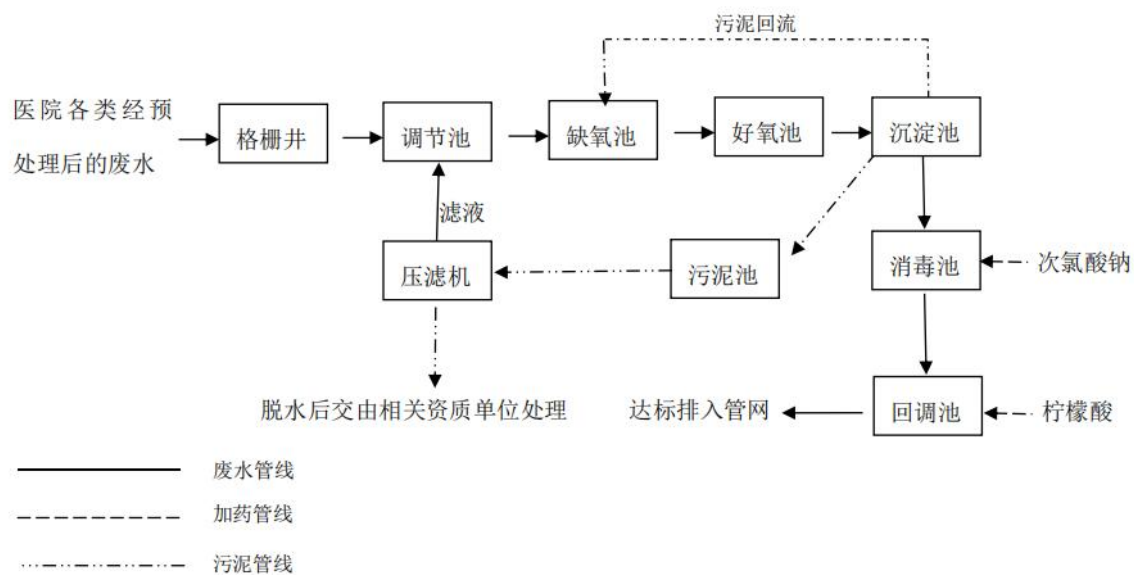 污泥回流
医院各类经预
处理后的废水
格栅井
调节池
缺氧池
好氧池
沉淀池
滤液
压滤机
污泥池
消毒池
次氯酸钠
脱水后交由相关资质单位处理
达标排入管网
回调池
柠檬酸
废水管线
加药管线
污泥管线